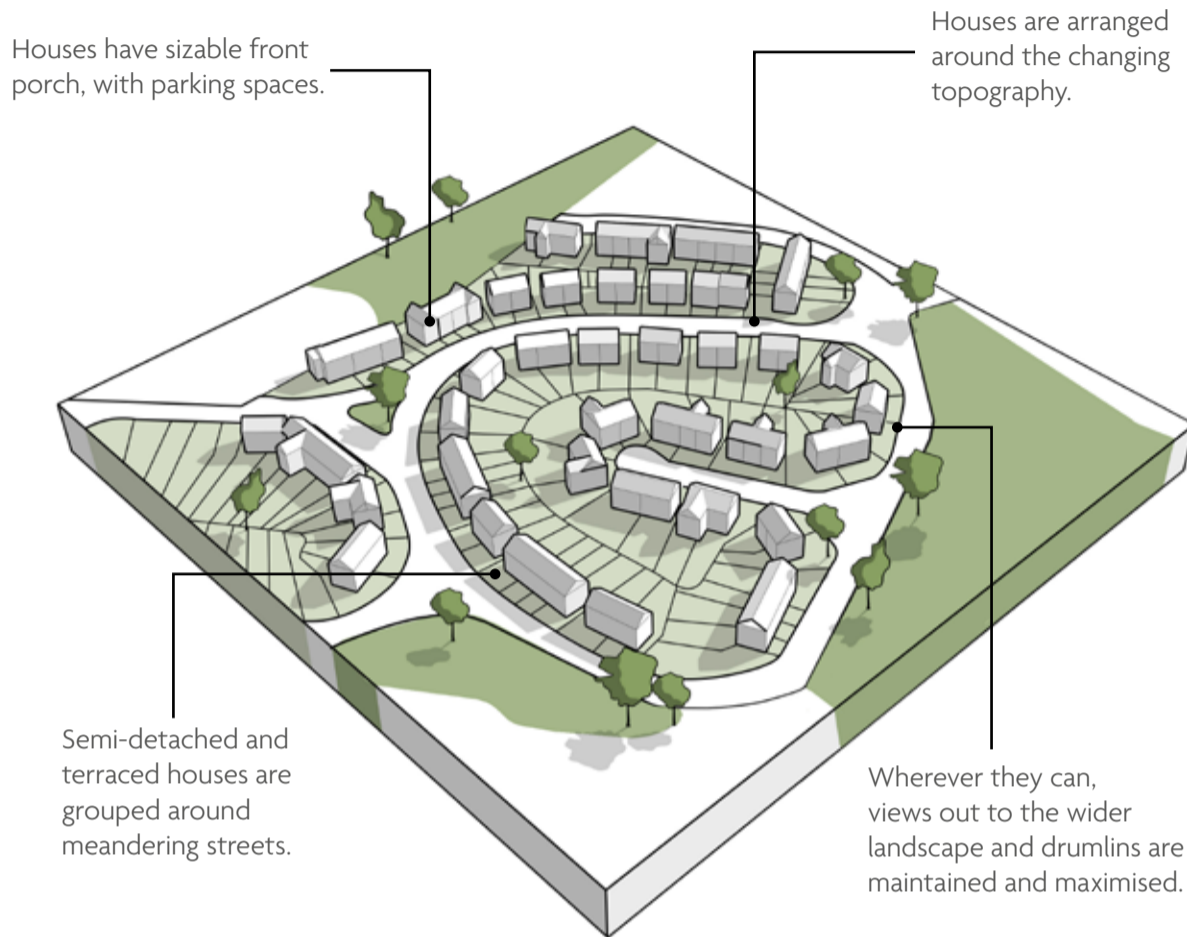 Houses have sizable front
porch, with parking spaces.
Houses are arranged
around the changing
topography.
Semi-detached and
terraced houses are
grouped around
meandering streets.
Wherever they can,
views out to the wider
landscape and drumlins are
maintained and maximised.